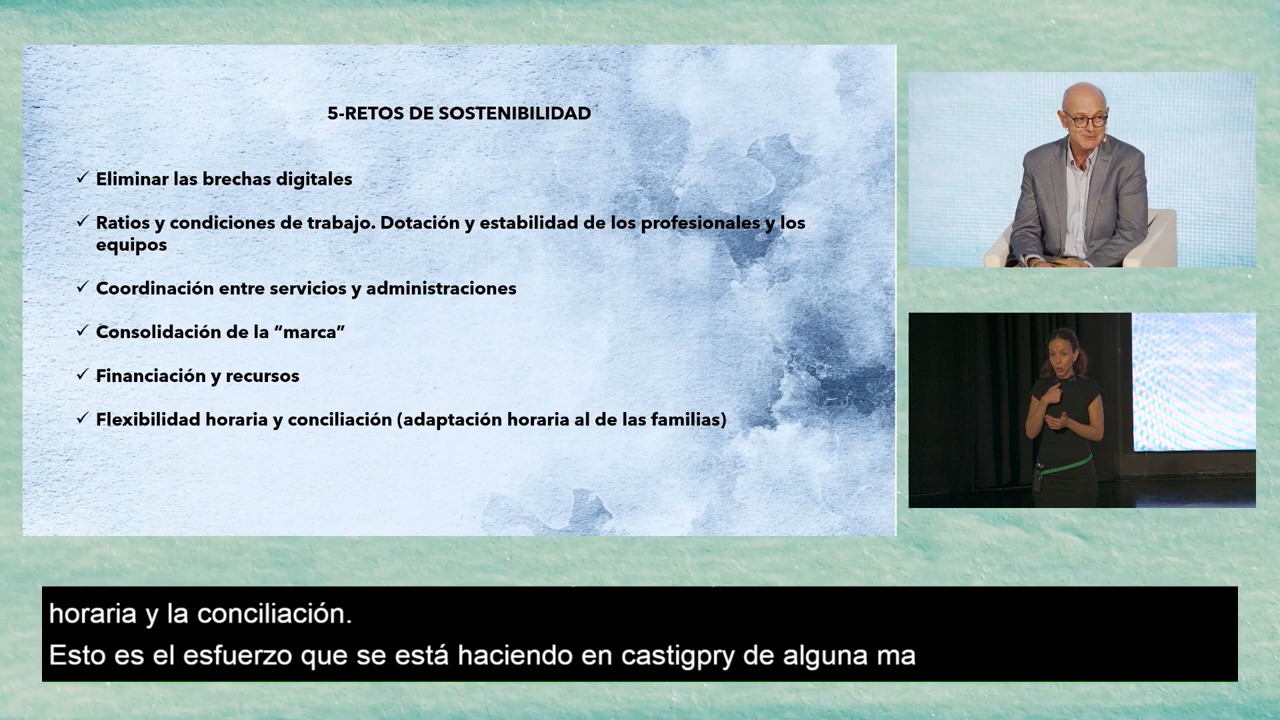 5-RETOS DE SOSTENIBILIDAD
✓ Eliminar las brechas digitales
✓ Ratios y condiciones de trabajo. Dotación y estabilidad de los profesionales y los
equipos
✓ Coordinación entre servicios y administraciones
✓ Consolidación de la “marca”
✓ Financiación y recursos
✓ Flexibilidad horaria y conciliación (adaptación horaria al de las familias)
horaria y la conciliación.
Esto es el esfuerzo que se está haciendo en castigpry de alguna ma